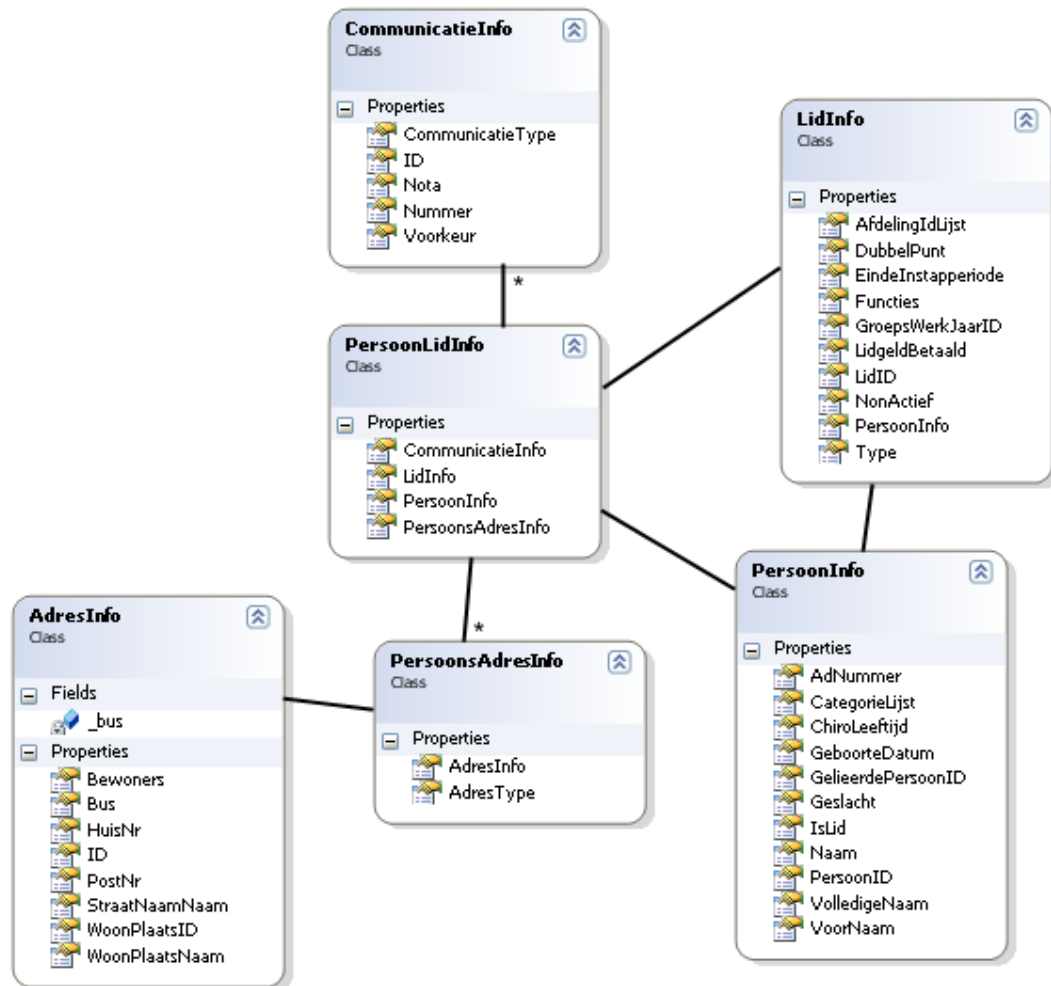 CommunicatieInfo
Class
Properties
CommunicatieType
ID
Nota
Nummer
Voorkeur
*
LidInfo
Class
Properties
AfdelingIdLijst
DubbelPunt
EindeInstapperiode
Functies
GroepsWerkJaarID
LidgeldBetaald
LidID
NonActief
PersoonInfo
Type
PersoonLidInfo
Class
Properties
CommunicatieInfo
LidInfo
PersoonInfo
PersoonsAdresInfo
*
PersoonInfo
Class
Properties
AdNummer
CategorieLijst
ChiroLeeftijd
GeboorteDatum
GelieerdePersoonID
Geslacht
IsLid
Naam
PersoonID
VolledigeNaam
VoorNaam
AdresInfo
Class
Fields
_bus
Properties
Bewoners
Bus
HuisNr
ID
PostNr
StraatNaamNaam
WoonPlaatsID
WoonPlaatsNaam
PersoonsAdresInfo
Class
Properties
AdresInfo
AdresType